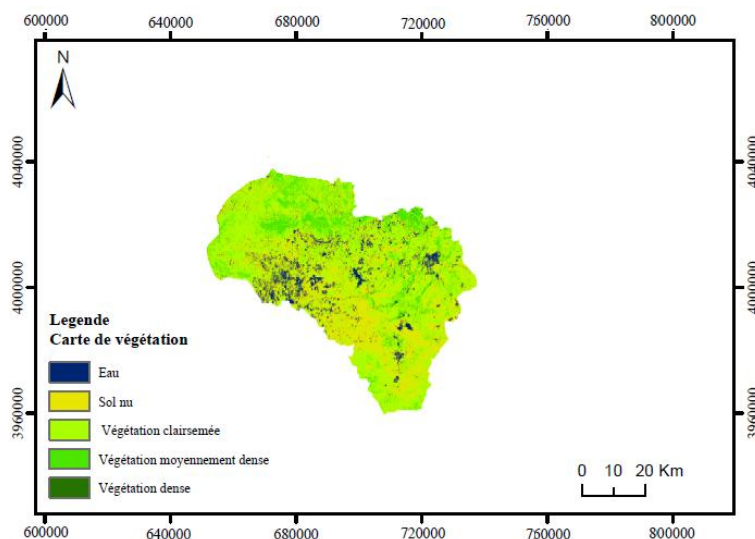 600000 640000 680000 720000 760000 800000
N
4040000 4040000
4000000 4000000
3960000 3960000
Legende
Carte de végétation
Eau
Sol nu
Végétation clairsemée
Végétation moyennement dense
Végétation dense
0 10 20 Km
600000 640000 680000 720000 760000 800000